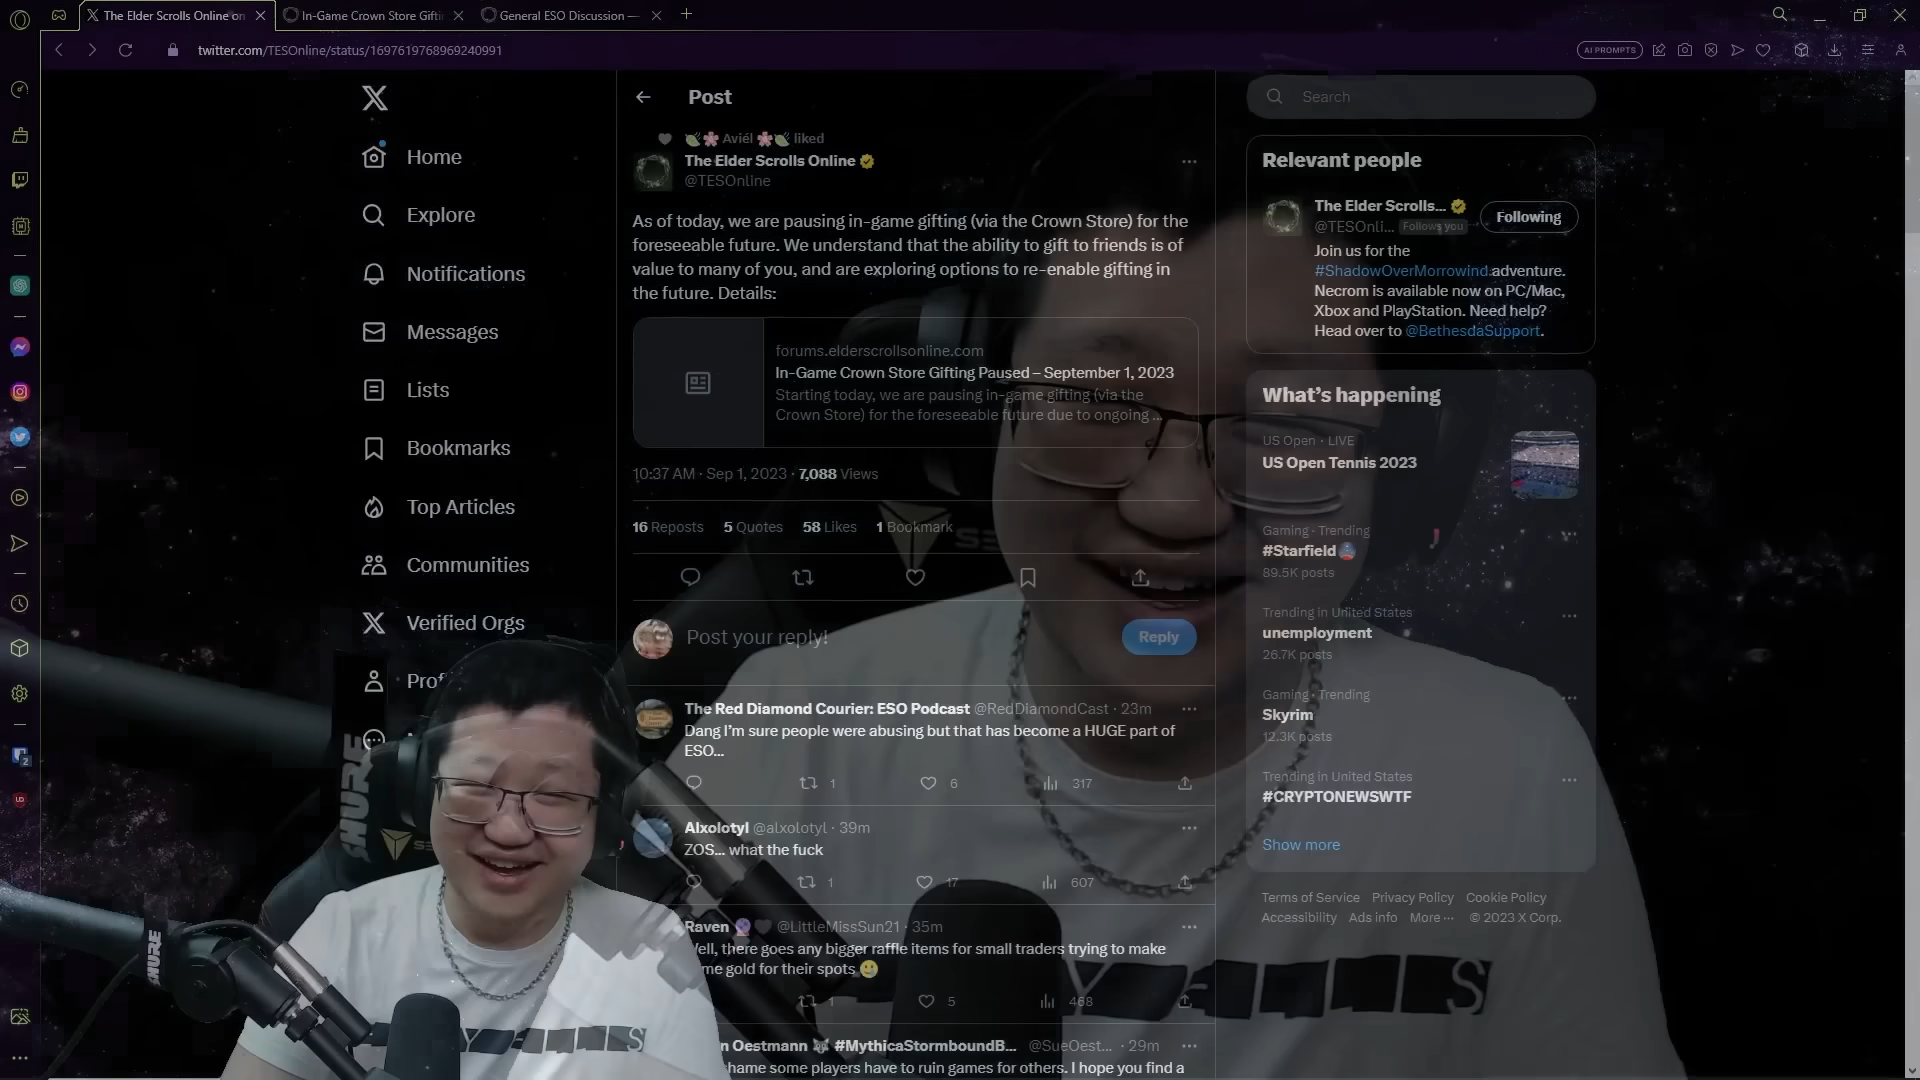 The Elder Scrolls Online on
In-Game Crown Store Gifti
General ESO Discussion —
twitter.com/TESOnline/status/1697619768969240991
AI PROMPTS
Home
Explore
Notifications
Messages
Lists
Bookmarks
Top Articles
Communities
Verified Orgs
Prof
Post
Aviél liked
The Elder Scrolls Online
@TESOnline
As of today, we are pausing in-game gifting (via the Crown Store) for the
foreseeable future. We understand that the ability to gift to friends is of
value to many of you, and are exploring options to re-enable gifting in
the future. Details:
forums.elderscrollsonline.com
In-Game Crown Store Gifting Paused – September 1, 2023
Starting today, we are pausing in-game gifting (via the
Crown Store) for the foreseeable future due to ongoing ...
10:37 AM · Sep 1, 2023 · 7,088 Views
16 Reposts 5 Quotes 58 Likes 1 Bookmark
Post your reply!
Reply
The Red Diamond Courier: ESO Podcast @RedDiamondCast · 23m
Dang I'm sure people were abusing but that has become a HUGE part of
ESO...
1 6 317
Alxolotyl @alxolotyl · 39m
ZOS... what the fuck
1 17 607
Raven @LittleMissSun21 · 35m
ell, there goes any bigger raffle items for small traders trying to make
me gold for their spots
1 5 468
n Oestmann #MythicaStormboundB... @SueOest... · 29m
hame some players have to ruin games for others. I hope you find a
Search
Relevant people
The Elder Scrolls...
@TESOnli... Follows you
Following
Join us for the
#ShadowOverMorrowind adventure.
Necrom is available now on PC/Mac,
Xbox and PlayStation. Need help?
Head over to @BethesdaSupport.
What's happening
US Open · LIVE
US Open Tennis 2023
Gaming · Trending
#Starfield
89.5K posts
Trending in United States
unemployment
26.7K posts
Gaming · Trending
Skyrim
12.3K posts
Trending in United States
#CRYPTONEWSWTF
Show more
Terms of Service Privacy Policy Cookie Policy
Accessibility Ads info More ··· © 2023 X Corp.
SHURE
SHURE
2